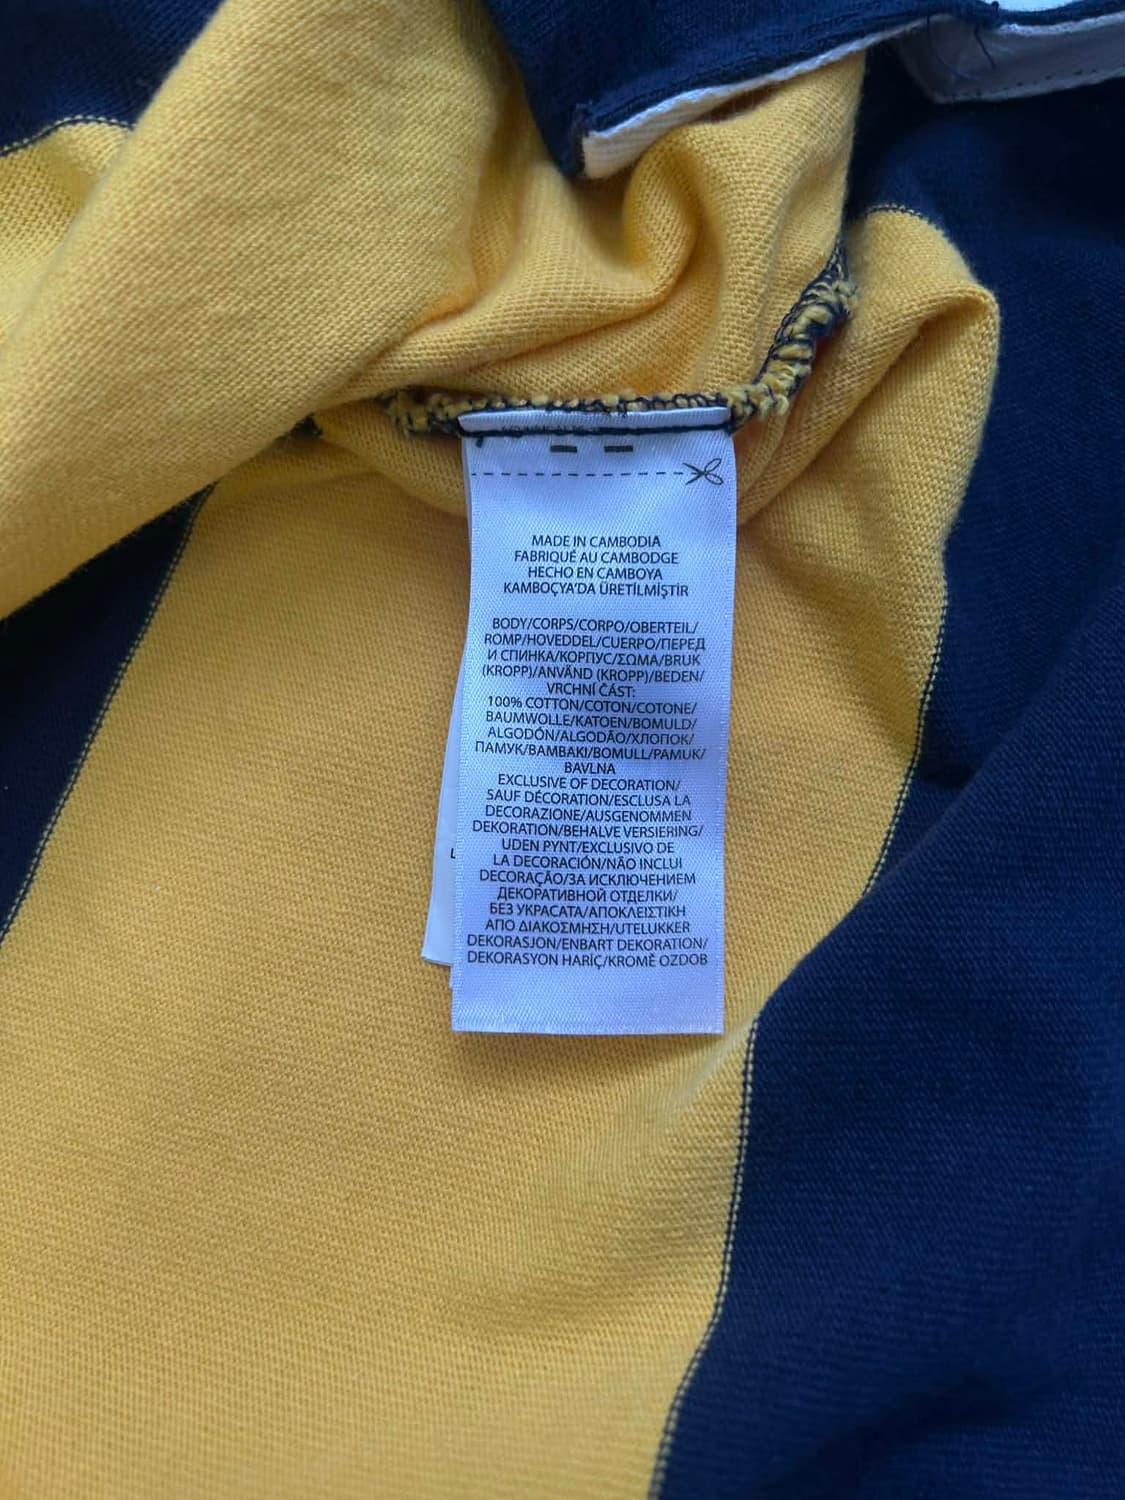 MADE IN CAMBODIA
FABRIQUÉ AU CAMBODGE
HECHO EN CAMBOYA
KAMBOÇYA'DA ÜRETİLMİŞTİR
BODY/CORPS/CORPO/OBERTEIL/
ROMP/HOVEDDEL/CUERPO/ПЕРЕД
И СПИНКА/КОРПУС/ΣΩΜΑ/BRUK
(KROPP)/ANVÄND (KROPP)/BEDEN/
VRCHNÍ ČÁST:
100% COTTON/COTON/COTONE/
BAUMWOLLE/KATOEN/BOMULD/
ALGODÓN/ALGODÃO/ХЛОПОК/
ПАМУК/ΒΑΜΒΑΚΙ/BOMULL/PAMUK/
BAVLNA
EXCLUSIVE OF DECORATION/
SAUF DÉCORATION/ESCLUSA LA
DECORAZIONE/AUSGENOMMEN
DEKORATION/BEHALVE VERSIERING/
UDEN PYNT/EXCLUSIVO DE
LA DECORACIÓN/NÃO INCLUI
DECORAÇÃO/ЗА ИСКЛЮЧЕНИЕМ
ДЕКОРАТИВНОЙ ОТДЕЛКИ/
БЕЗ УКРАСАТА/ΑΠΟΚΛΕΙΣΤΙΚΗ
ΑΠΟ ΔΙΑΚΟΣΜΗΣΗ/UTELUKKER
DEKORASJON/ENBART DEKORATION/
DEKORASYON HARİÇ/KROMĚ OZDOB